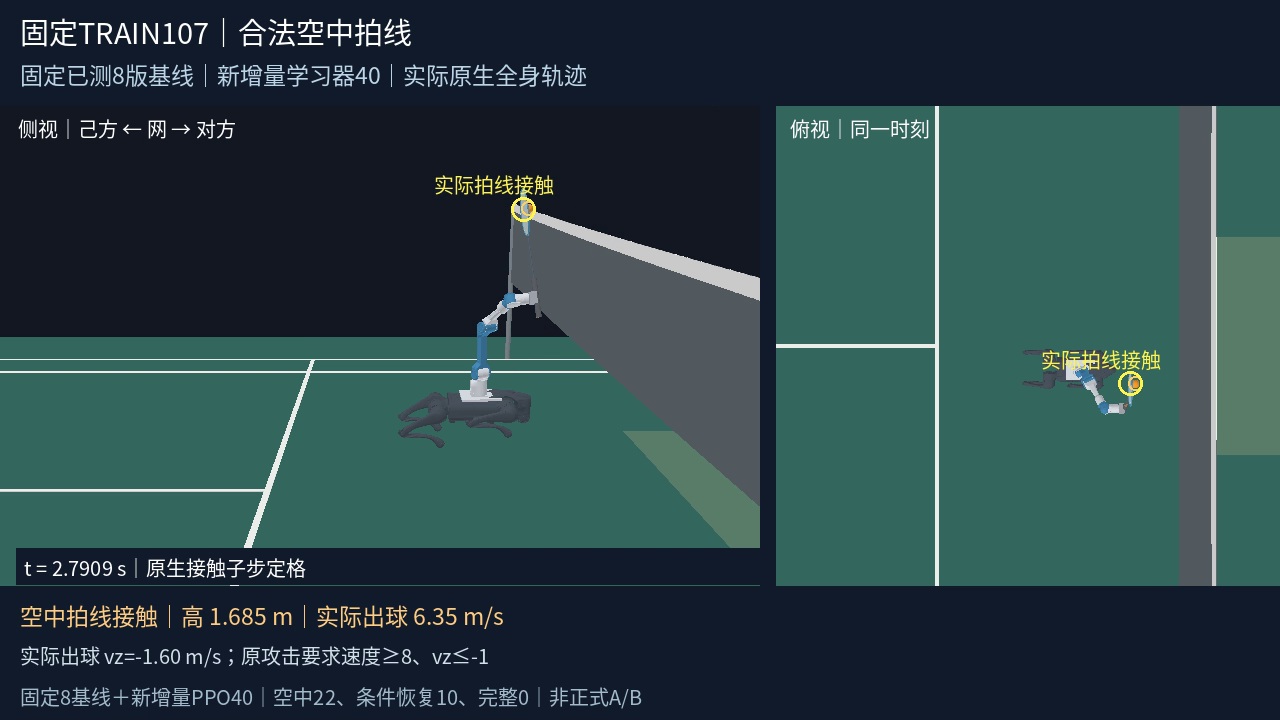 固定TRAIN107｜合法空中拍线
固定已测8版基线｜新增量学习器40｜实际原生全身轨迹
侧视｜己方 ← 网 → 对方
俯视｜同一时刻
实际拍线接触
实际拍线接触
t = 2.7909 s｜原生接触子步定格
空中拍线接触｜高 1.685 m｜实际出球 6.35 m/s
实际出球 vz=-1.60 m/s；原攻击要求速度≥8、vz≤-1
固定8基线＋新增量PPO40｜空中22、条件恢复10、完整0｜非正式A/B